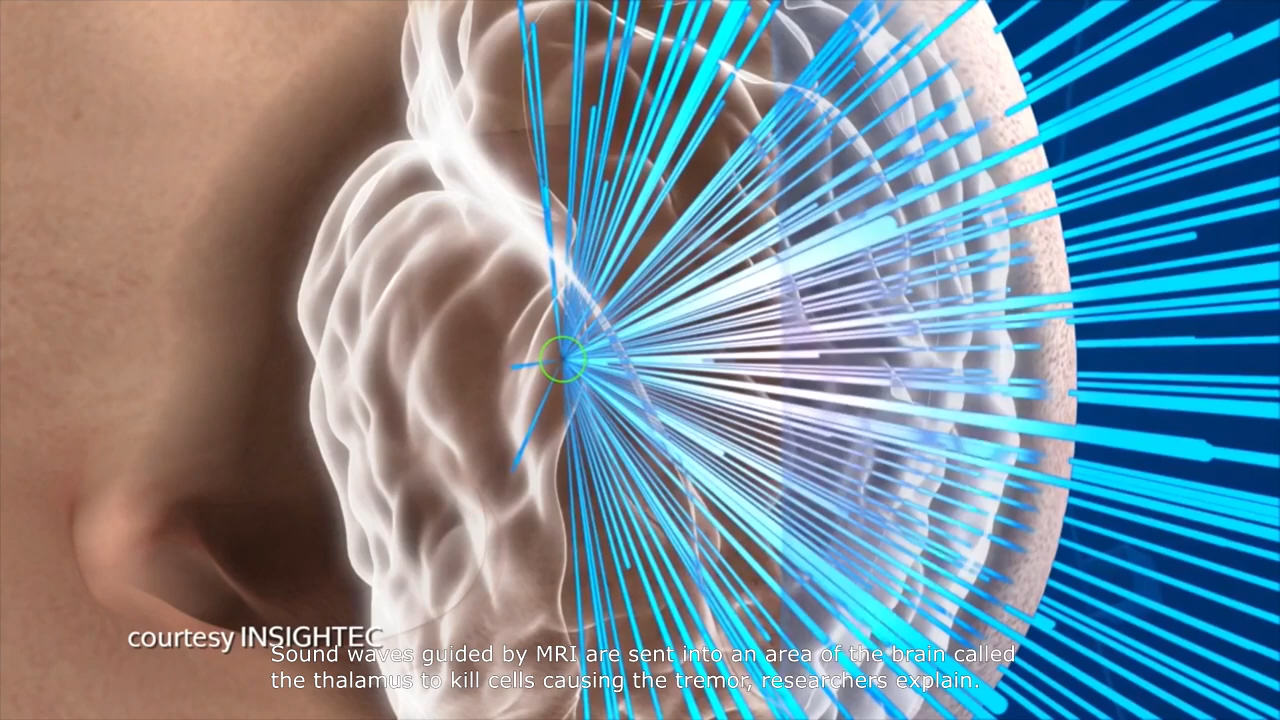 courtesy INSIGHTEC
Sound waves guided by MRI are sent into an area of the brain called
the thalamus to kill cells causing the tremor, researchers explain.